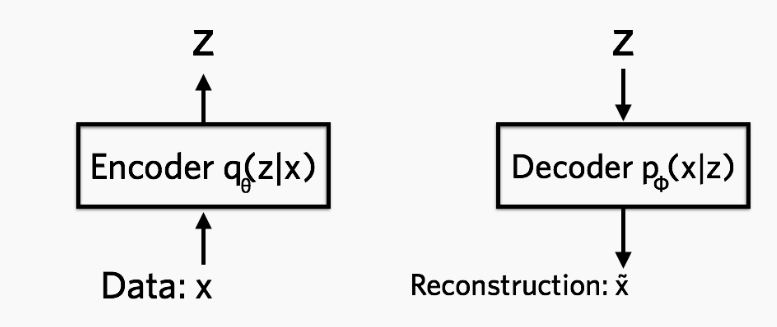 z
Encoder qθ(z|x)
Data: x
z
Decoder pϕ(x|z)
Reconstruction: x̃